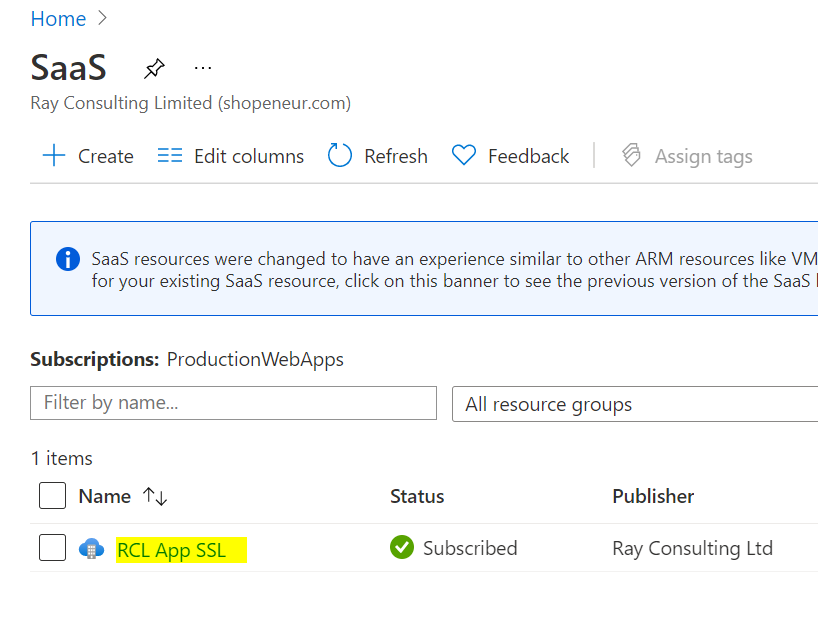 Home >
SaaS ...
Ray Consulting Limited (shopeneur.com)
+ Create Edit columns Refresh Feedback Assign tags
SaaS resources were changed to have an experience similar to other ARM resources like VM
for your existing SaaS resource, click on this banner to see the previous version of the SaaS
Subscriptions: ProductionWebApps
Filter by name... All resource groups
1 items
Name ↑↓ Status Publisher
RCL App SSL Subscribed Ray Consulting Ltd